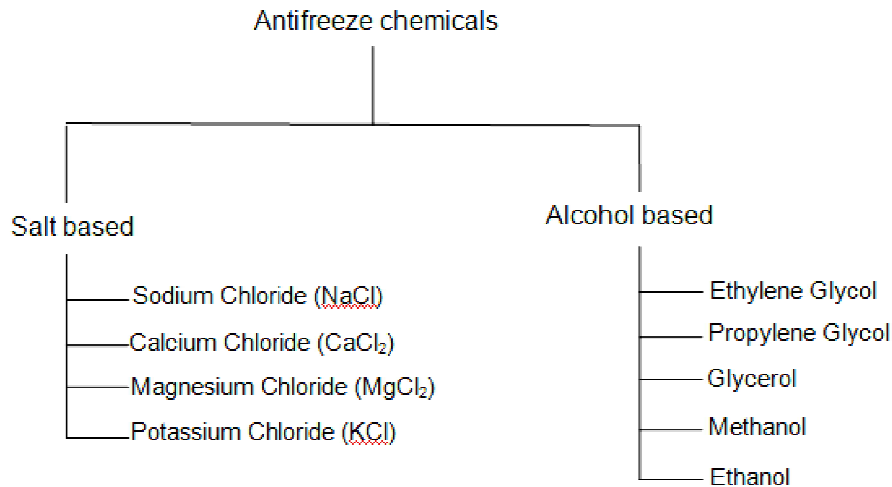 Antifreeze chemicals
Salt based
Sodium Chloride (NaCl)
Calcium Chloride (CaCl₂)
Magnesium Chloride (MgCl₂)
Potassium Chloride (KCl)
Alcohol based
Ethylene Glycol
Propylene Glycol
Glycerol
Methanol
Ethanol